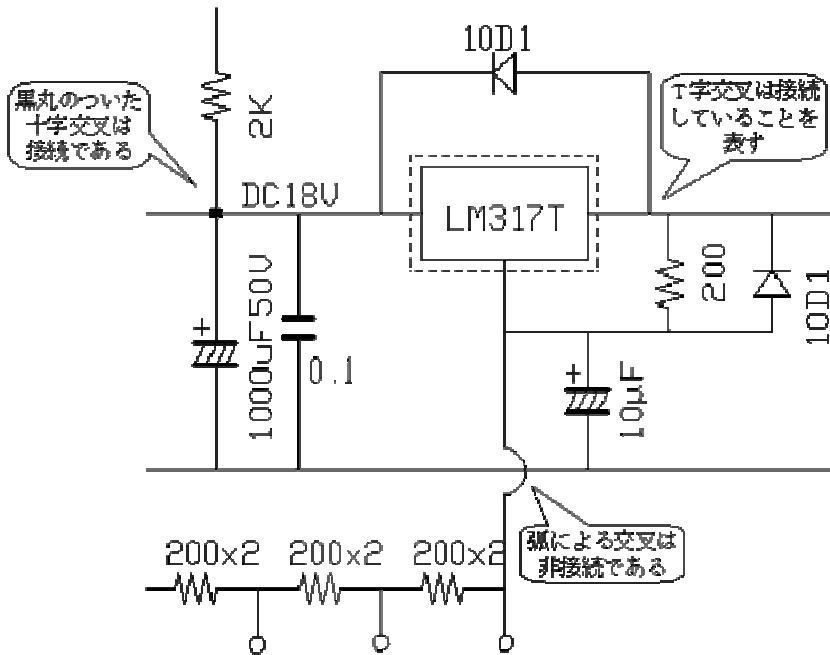 10D1
黒丸のついた
十字交叉は
接続である
2K
T字交叉は接続
していることを
表す
DC18V
LM317T
200
10D1
1000uF50V
+
0.1
+
10μF
弧による交叉は
非接続である
200x2
200x2
200x2